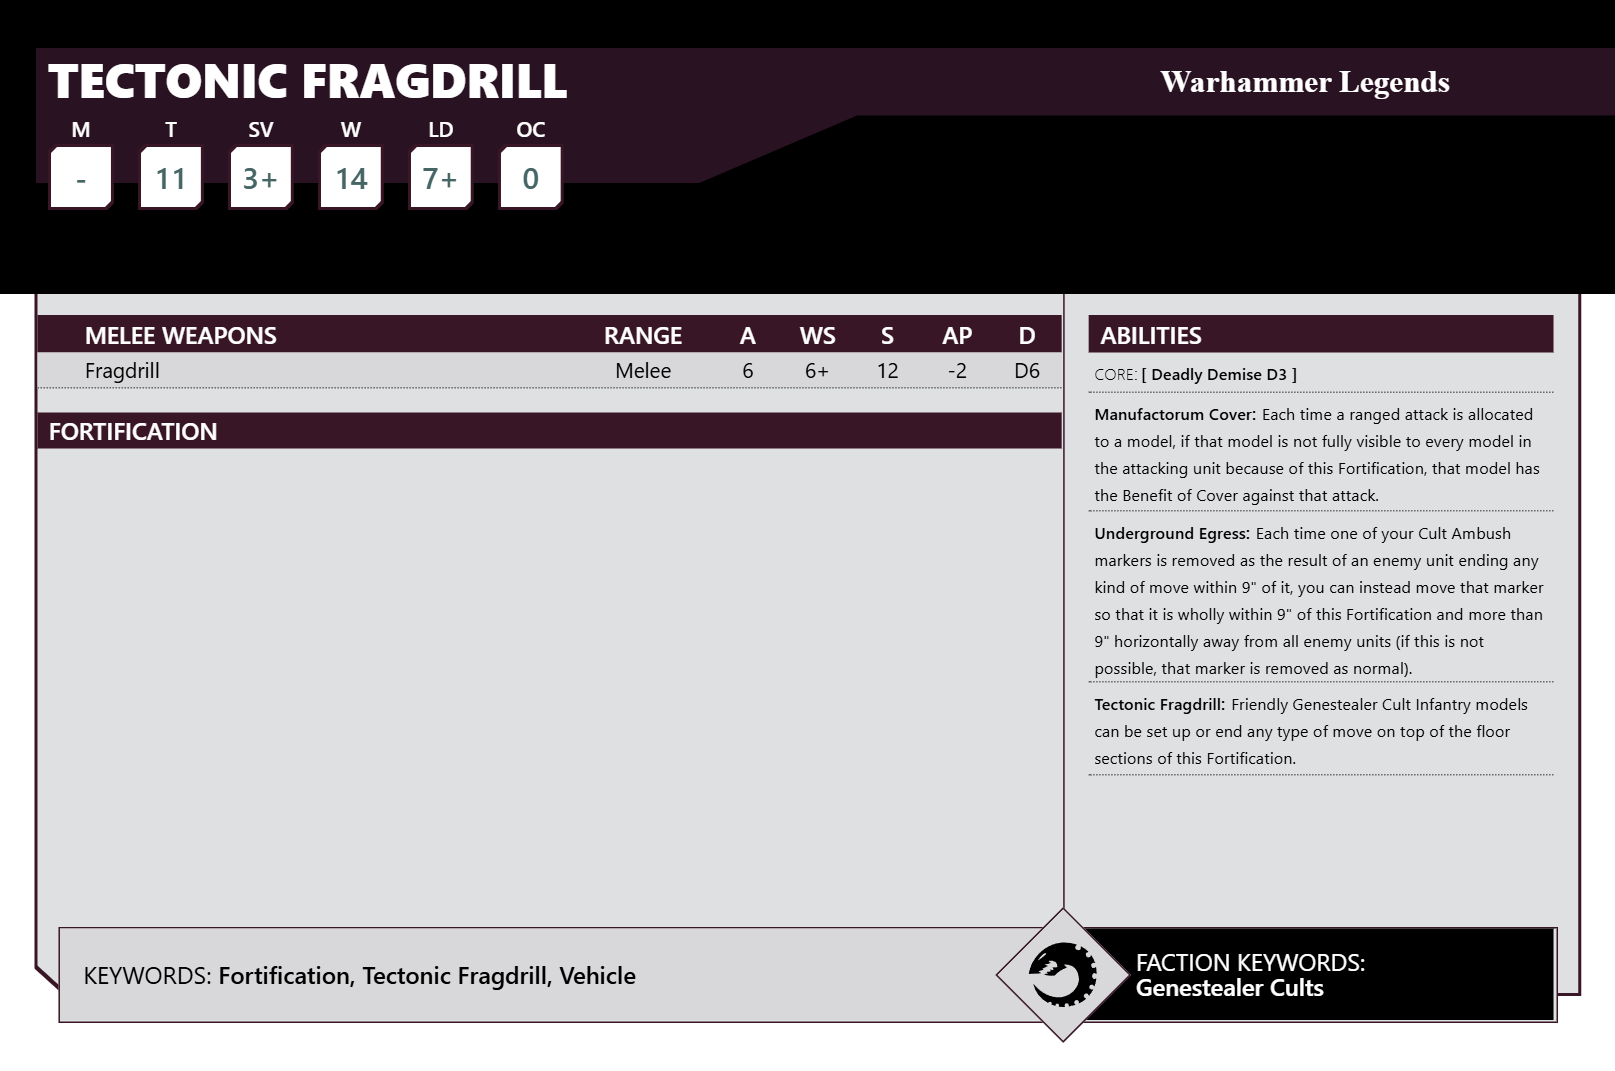 TECTONIC FRAGDRILL
Warhammer Legends
M T SV W LD OC
- 11 3+ 14 7+ 0
MELEE WEAPONS RANGE A WS S AP D
Fragdrill Melee 6 6+ 12 -2 D6
FORTIFICATION
ABILITIES
CORE: [ Deadly Demise D3 ]
Manufactorum Cover: Each time a ranged attack is allocated
to a model, if that model is not fully visible to every model in
the attacking unit because of this Fortification, that model has
the Benefit of Cover against that attack.
Underground Egress: Each time one of your Cult Ambush
markers is removed as the result of an enemy unit ending any
kind of move within 9" of it, you can instead move that marker
so that it is wholly within 9" of this Fortification and more than
9" horizontally away from all enemy units (if this is not
possible, that marker is removed as normal).
Tectonic Fragdrill: Friendly Genestealer Cult Infantry models
can be set up or end any type of move on top of the floor
sections of this Fortification.
KEYWORDS: Fortification, Tectonic Fragdrill, Vehicle
FACTION KEYWORDS:
Genestealer Cults